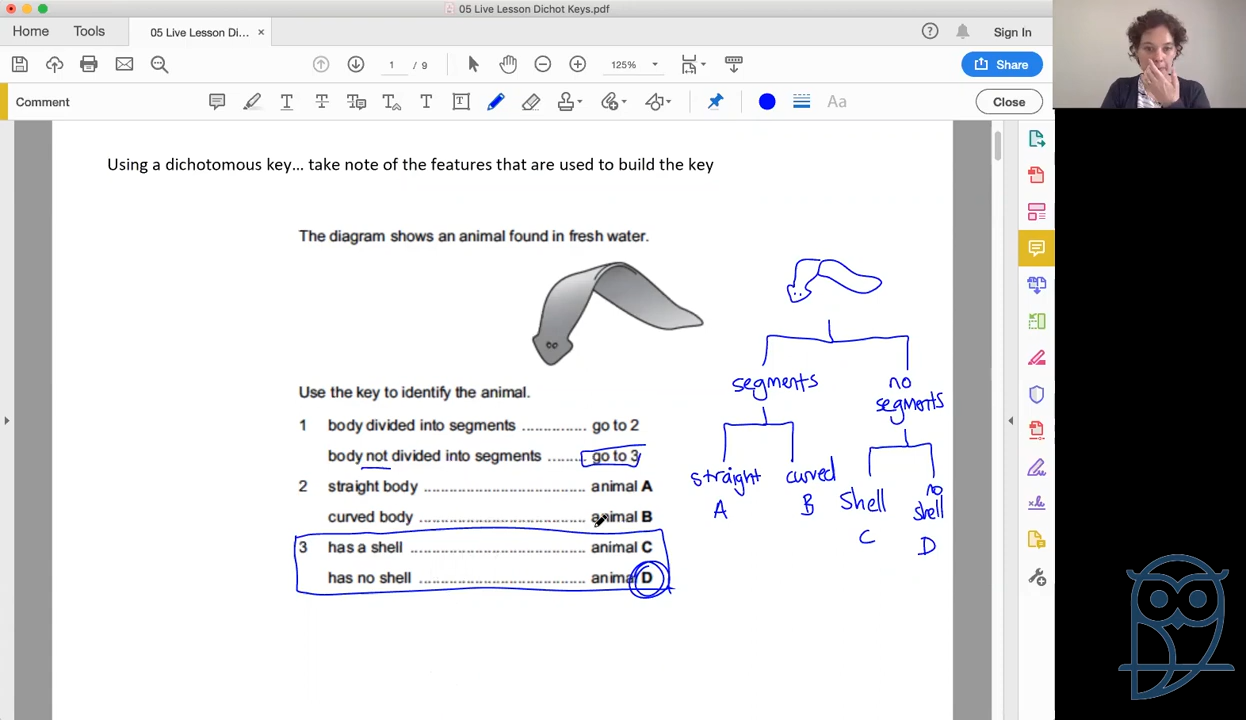 05 Live Lesson Dichot Keys.pdf
Home
Tools
05 Live Lesson Di... ×
Sign In
1 / 9
125%
Share
Comment
Aa
Close
Using a dichotomous key... take note of the features that are used to build the key
The diagram shows an animal found in fresh water.
Use the key to identify the animal.
1 body divided into segments .............. go to 2
body not divided into segments ........ go to 3
2 straight body ................................. animal A
curved body .................................. animal B
3 has a shell .................................... animal C
has no shell .................................. animal D
segments
no
segments
straight
A
curved
B
Shell
C
no
shell
D